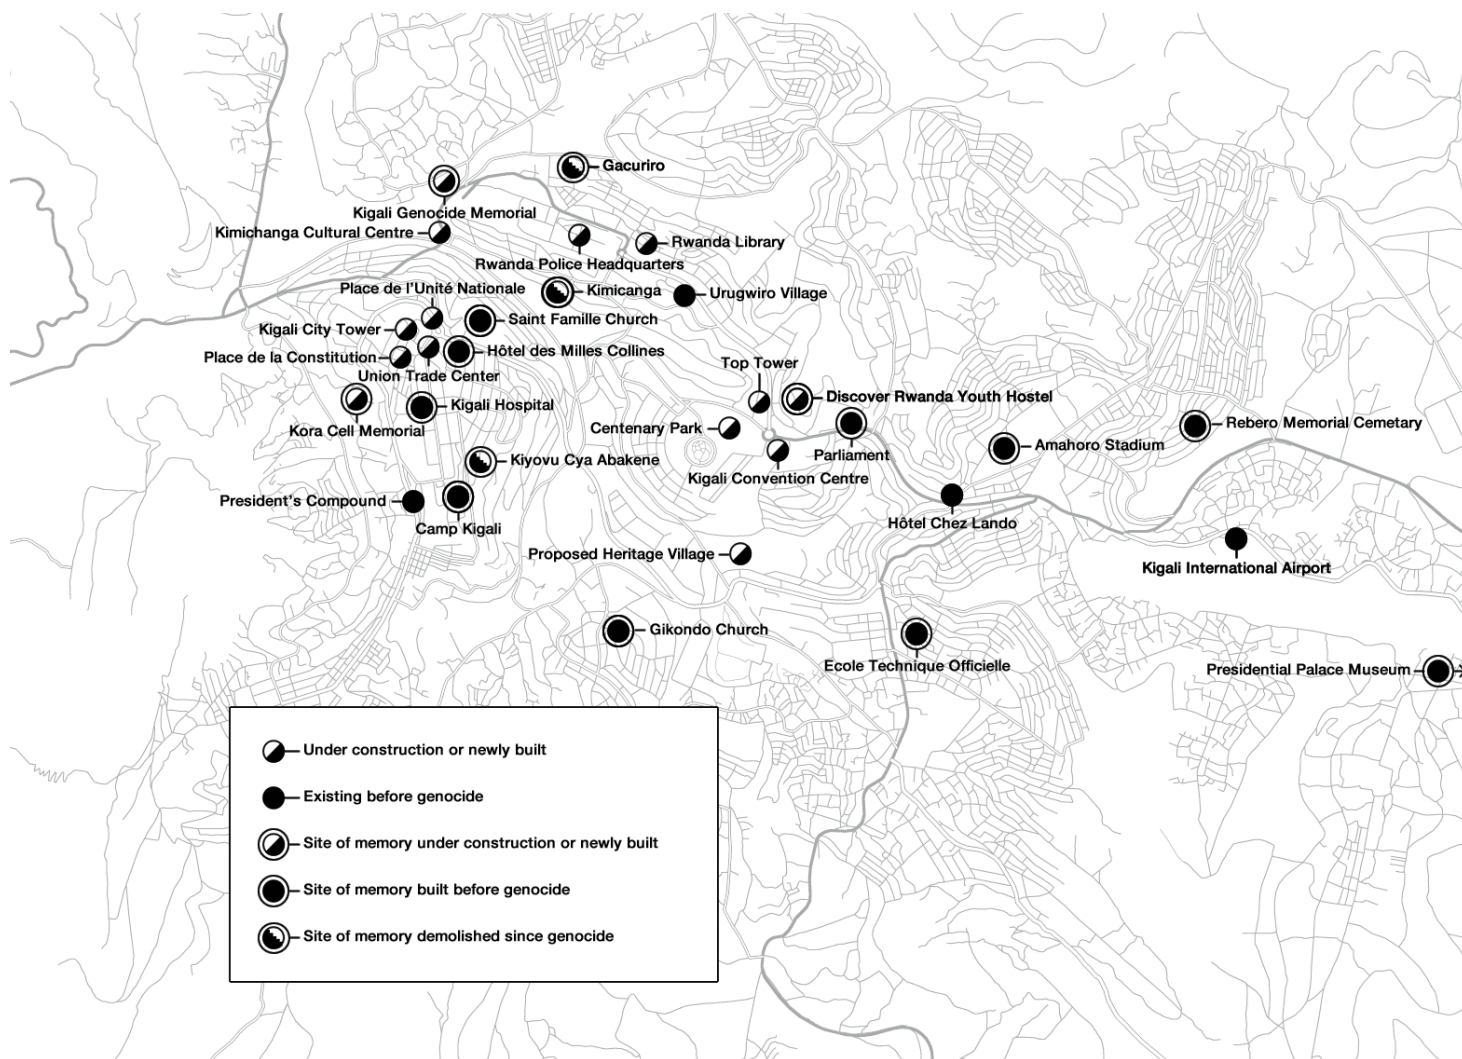 Gacuriro
Kigali Genocide Memorial
Kimichanga Cultural Centre
Rwanda Library
Rwanda Police Headquarters
Place de l'Unité Nationale
Kimicanga
Urugwiro Village
Saint Famille Church
Kigali City Tower
Hôtel des Milles Collines
Place de la Constitution
Union Trade Center
Top Tower
Discover Rwanda Youth Hostel
Kigali Hospital
Kora Cell Memorial
Centenary Park
Rebero Memorial Cemetary
Amahoro Stadium
Parliament
Kiyovu Cya Abakene
Kigali Convention Centre
President's Compound
Camp Kigali
Hôtel Chez Lando
Proposed Heritage Village
Kigali International Airport
Gikondo Church
Ecole Technique Officielle
Presidential Palace Museum
Under construction or newly built
Existing before genocide
Site of memory under construction or newly built
Site of memory built before genocide
Site of memory demolished since genocide